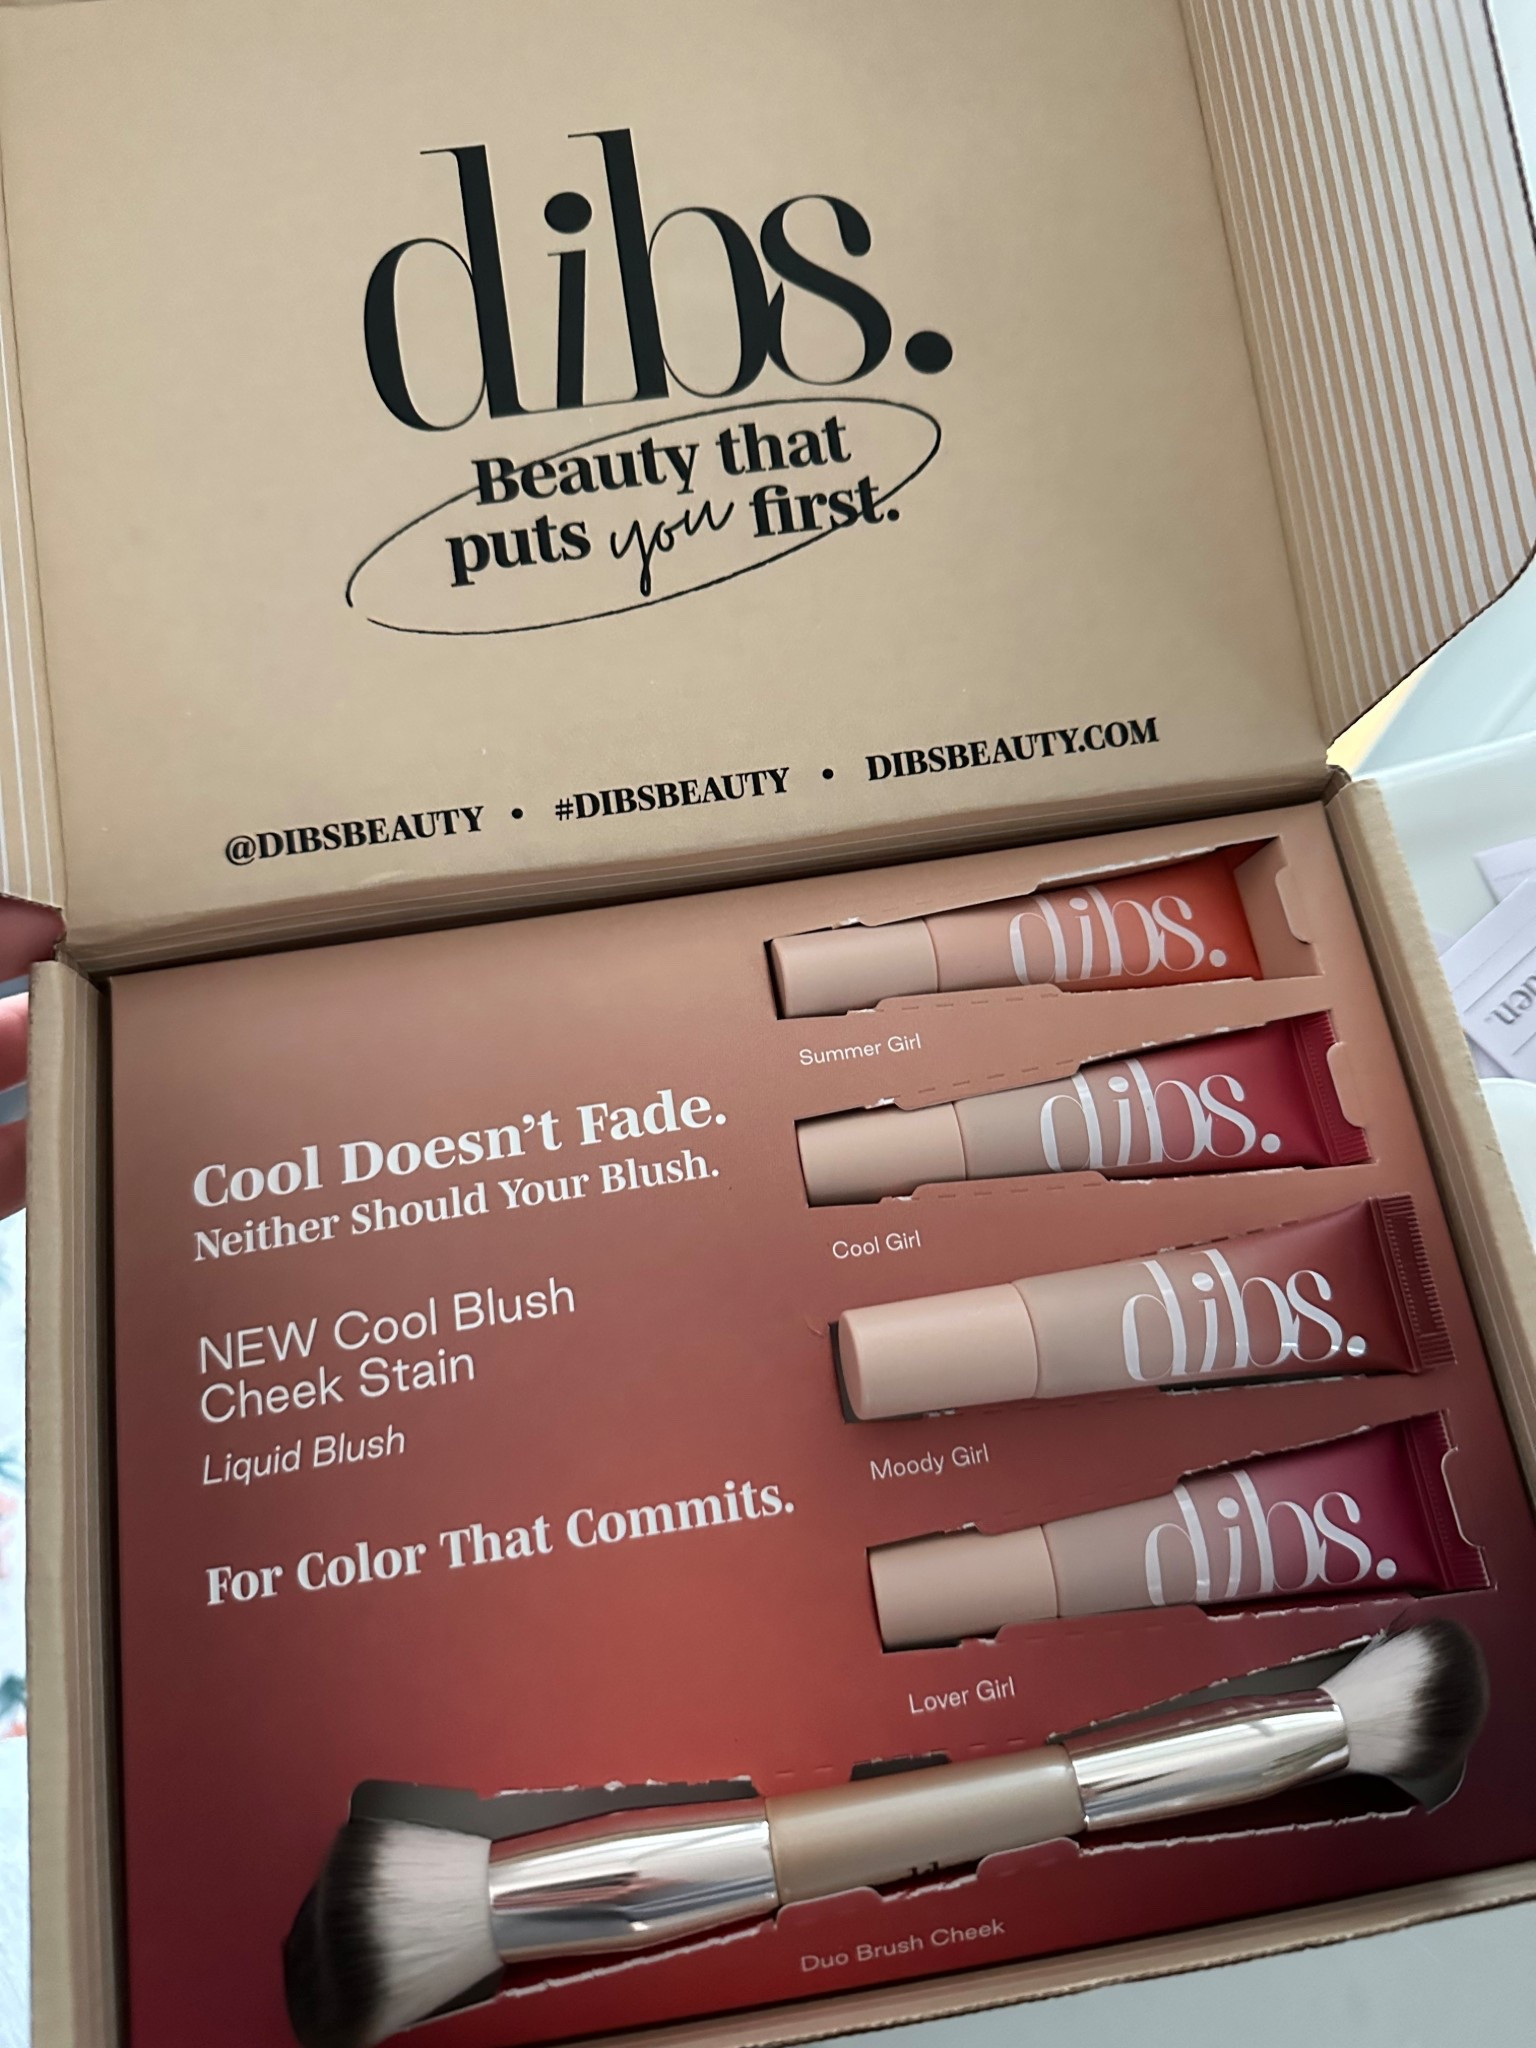 dibs.
Beauty that
puts you first.
@DIBSBEAUTY • #DIBSBEAUTY • DIBSBEAUTY.COM
dibs.
Summer Girl
dibs.
Cool Girl
dibs.
Moody Girl
dibs.
Lover Girl
Cool Doesn't Fade.
Neither Should Your Blush.
NEW Cool Blush
Cheek Stain
Liquid Blush
For Color That Commits.
Duo Brush Cheek